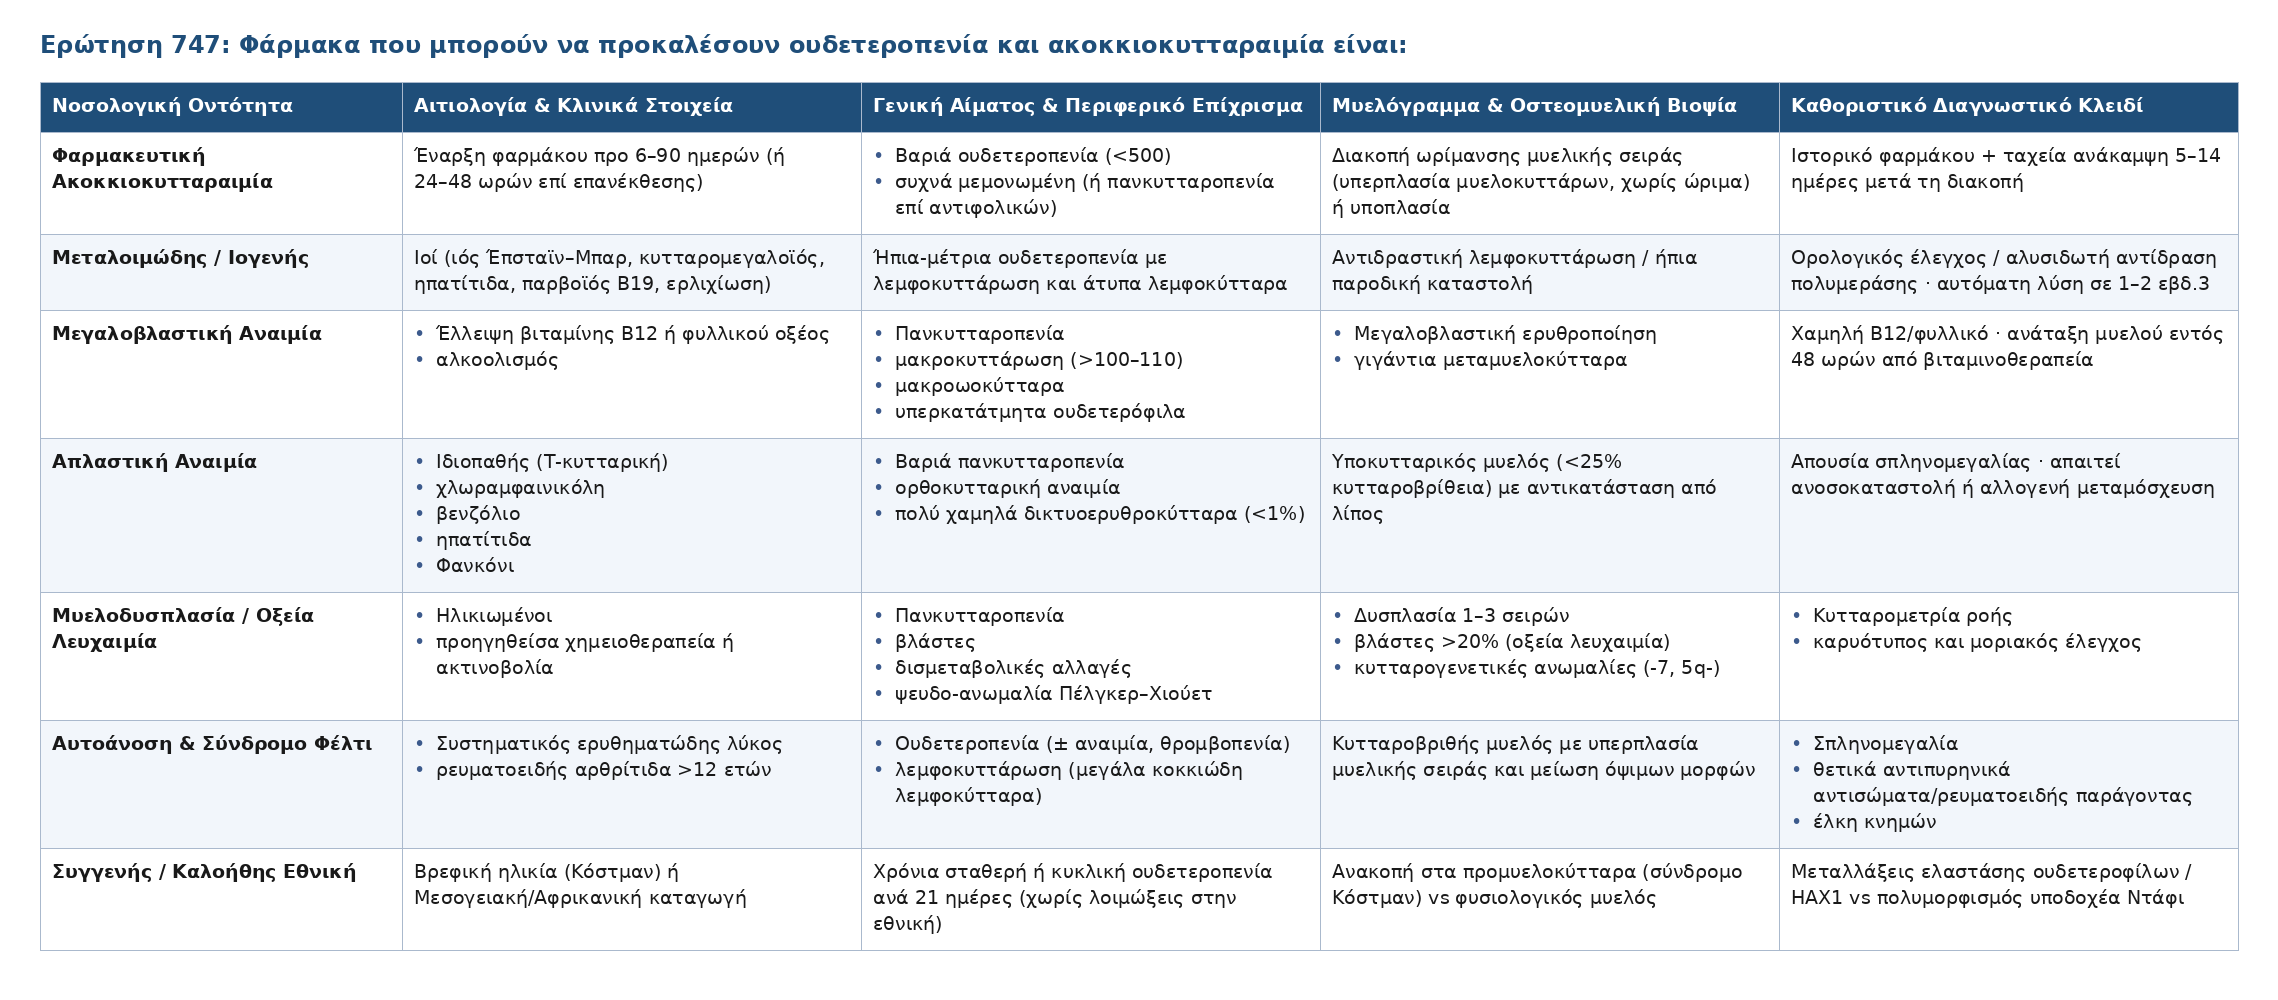 Ερώτηση 747: Φάρμακα που μπορούν να προκαλέσουν ουδετεροπενία και ακοκκιοκυτταραιμία είναι:
Νοσολογική Οντότητα
Αιτιολογία & Κλινικά Στοιχεία
Γενική Αίματος & Περιφερικό Επίχρισμα
Μυελόγραμμα & Οστεομυελική Βιοψία
Καθοριστικό Διαγνωστικό Κλειδί
Φαρμακευτική
Ακοκκιοκυτταραιμία
Έναρξη φαρμάκου προ 6–90 ημερών (ή
24–48 ωρών επί επανέκθεσης)
• Βαριά ουδετεροπενία (<500)
• συχνά μεμονωμένη (ή πανκυτταροπενία
επί αντιφολικών)
Διακοπή ωρίμανσης μυελικής σειράς
(υπερπλασία μυελοκυττάρων, χωρίς ώριμα)
ή υποπλασία
Ιστορικό φαρμάκου + ταχεία ανάκαμψη 5–14
ημέρες μετά τη διακοπή
Μεταλοιμώδης / Ιογενής
Ιοί (ιός Έπσταϊν–Μπαρ, κυτταρομεγαλοϊός,
ηπατίτιδα, παρβοϊός Β19, ερλιχίωση)
Ήπια-μέτρια ουδετεροπενία με
λεμφοκυττάρωση και άτυπα λεμφοκύτταρα
Αντιδραστική λεμφοκυττάρωση / ήπια
παροδική καταστολή
Ορολογικός έλεγχος / αλυσιδωτή αντίδραση
πολυμεράσης · αυτόματη λύση σε 1–2 εβδ.3
Μεγαλοβλαστική Αναιμία
• Έλλειψη βιταμίνης Β12 ή φυλλικού οξέος
• αλκοολισμός
• Πανκυτταροπενία
• μακροκυττάρωση (>100–110)
• μακροωοκύτταρα
• υπερκατάτμητα ουδετερόφιλα
• Μεγαλοβλαστική ερυθροποίηση
• γιγάντια μεταμυελοκύτταρα
Χαμηλή Β12/φυλλικό · ανάταξη μυελού εντός
48 ωρών από βιταμινοθεραπεία
Απλαστική Αναιμία
• Ιδιοπαθής (Τ-κυτταρική)
• χλωραμφαινικόλη
• βενζόλιο
• ηπατίτιδα
• Φανκόνι
• Βαριά πανκυτταροπενία
• ορθοκυτταρική αναιμία
• πολύ χαμηλά δικτυοερυθροκύτταρα (<1%)
Υποκυτταρικός μυελός (<25%
κυτταροβρίθεια) με αντικατάσταση από
λίπος
Απουσία σπληνομεγαλίας · απαιτεί
ανοσοκαταστολή ή αλλογενή μεταμόσχευση
Μυελοδυσπλασία / Οξεία
Λευχαιμία
• Ηλικιωμένοι
• προηγηθείσα χημειοθεραπεία ή
ακτινοβολία
• Πανκυτταροπενία
• βλάστες
• δισμεταβολικές αλλαγές
• ψευδο-ανωμαλία Πέλγκερ–Χιούετ
• Δυσπλασία 1–3 σειρών
• βλάστες >20% (οξεία λευχαιμία)
• κυτταρογενετικές ανωμαλίες (-7, 5q-)
• Κυτταρομετρία ροής
• καρυότυπος και μοριακός έλεγχος
Αυτοάνοση & Σύνδρομο Φέλτι
• Συστηματικός ερυθηματώδης λύκος
• ρευματοειδής αρθρίτιδα >12 ετών
• Ουδετεροπενία (± αναιμία, θρομβοπενία)
• λεμφοκυττάρωση (μεγάλα κοκκιώδη
λεμφοκύτταρα)
Κυτταροβριθής μυελός με υπερπλασία
μυελικής σειράς και μείωση όψιμων μορφών
• Σπληνομεγαλία
• θετικά αντιπυρηνικά
αντισώματα/ρευματοειδής παράγοντας
• έλκη κνημών
Συγγενής / Καλοήθης Εθνική
Βρεφική ηλικία (Κόστμαν) ή
Μεσογειακή/Αφρικανική καταγωγή
Χρόνια σταθερή ή κυκλική ουδετεροπενία
ανά 21 ημέρες (χωρίς λοιμώξεις στην
εθνική)
Ανακοπή στα προμυελοκύτταρα (σύνδρομο
Κόστμαν) vs φυσιολογικός μυελός
Μεταλλάξεις ελαστάσης ουδετεροφίλων /
HAX1 vs πολυμορφισμός υποδοχέα Ντάφι